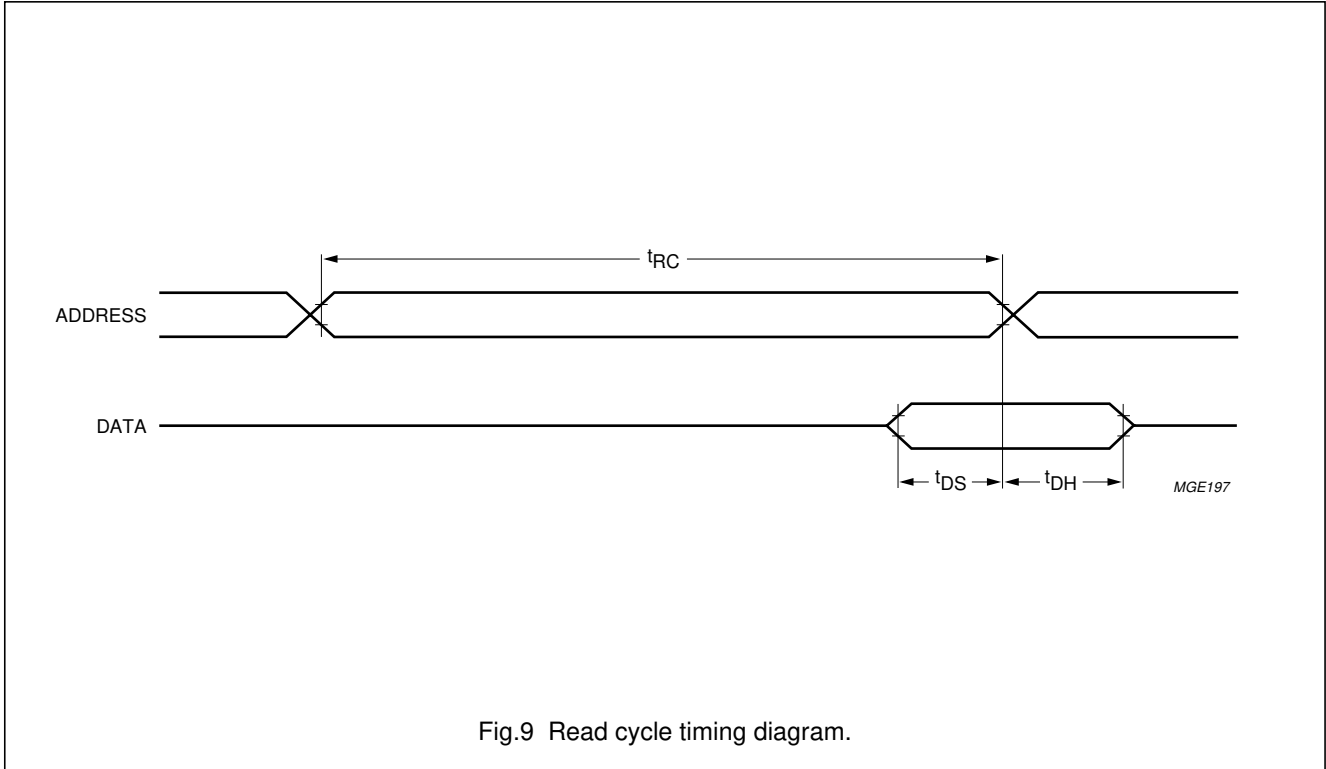 tRC
ADDRESS
DATA
tDS
tDH
MGE197
Fig.9 Read cycle timing diagram.